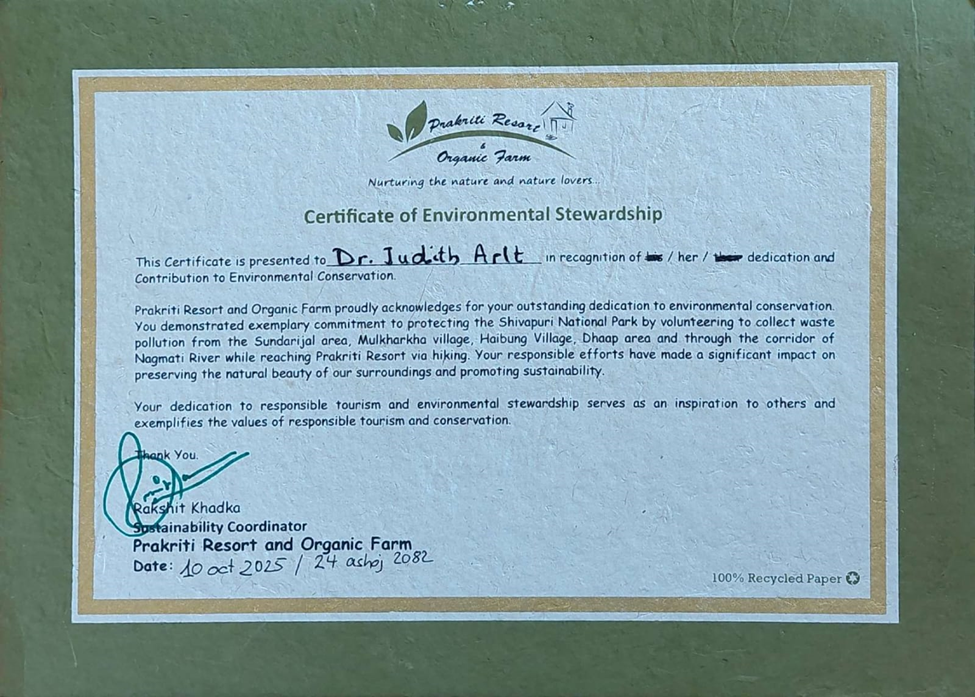 Prakriti Resort
&
Organic Farm
Nurturing the nature and nature lovers...
Certificate of Environmental Stewardship
This Certificate is presented to Dr. Judith Arlt in recognition of / her / dedication and
Contribution to Environmental Conservation.
Prakriti Resort and Organic Farm proudly acknowledges for your outstanding dedication to environmental conservation.
You demonstrated exemplary commitment to protecting the Shivapuri National Park by volunteering to collect waste
pollution from the Sundarijal area, Mulkharkha village, Haibung Village, Dhaap area and through the corridor of
Nagmati River while reaching Prakriti Resort via hiking. Your responsible efforts have made a significant impact on
preserving the natural beauty of our surroundings and promoting sustainability.
Your dedication to responsible tourism and environmental stewardship serves as an inspiration to others and
exemplifies the values of responsible tourism and conservation.
Thank You.
Rakshit Khadka
Sustainability Coordinator
Prakriti Resort and Organic Farm
Date: 10 oct 2025 / 24 ashoj 2082
100% Recycled Paper